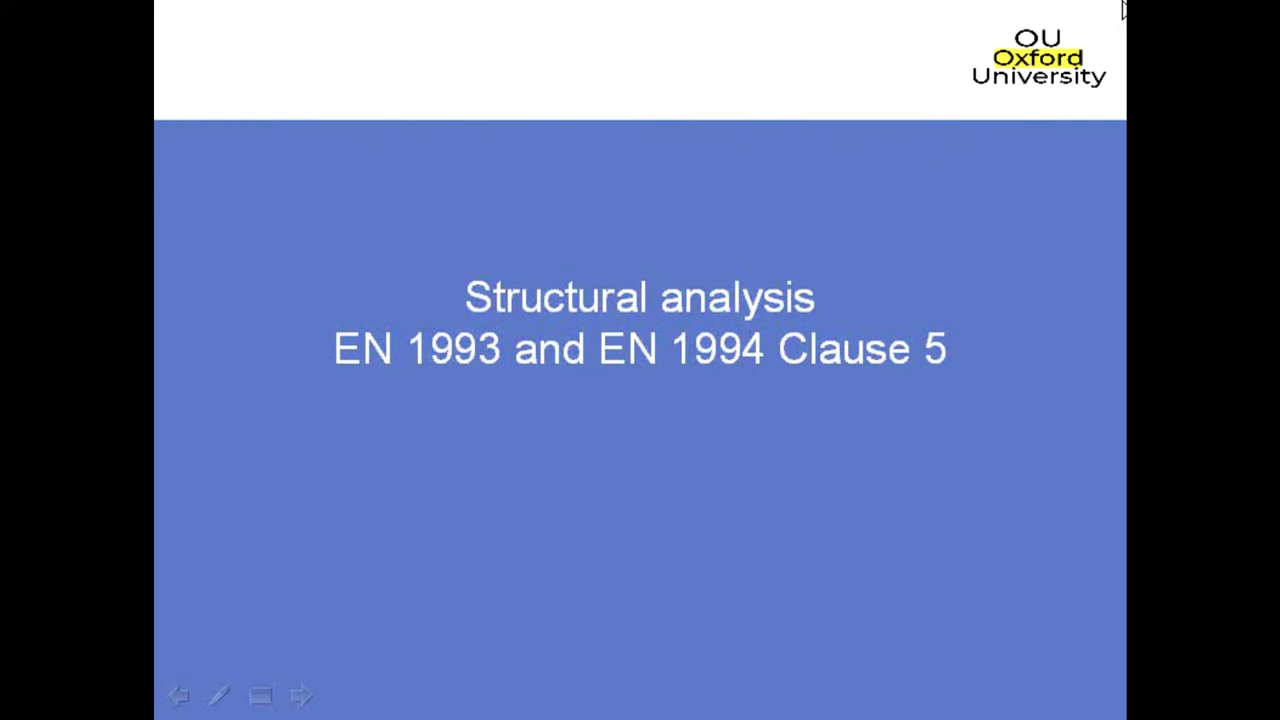 OU
Oxford
University
Structural analysis
EN 1993 and EN 1994 Clause 5